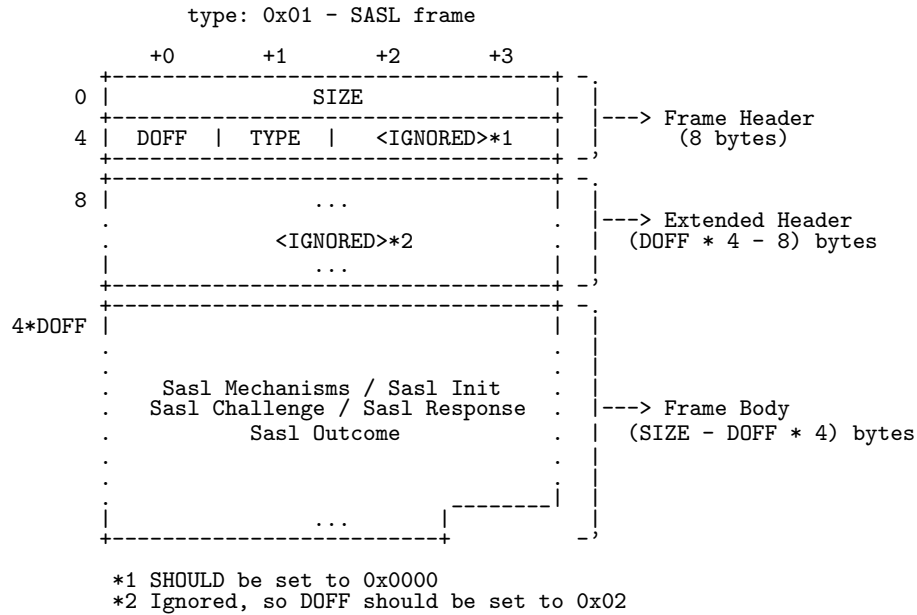 type: 0x01 - SASL frame
+0 +1 +2 +3
0 SIZE
4 DOFF | TYPE | <IGNORED>*1 ---> Frame Header
(8 bytes)
8 ...
<IGNORED>*2 ---> Extended Header
(DOFF * 4 - 8) bytes
...
4*DOFF
Sasl Mechanisms / Sasl Init
Sasl Challenge / Sasl Response ---> Frame Body
Sasl Outcome (SIZE - DOFF * 4) bytes
...
*1 SHOULD be set to 0x0000
*2 Ignored, so DOFF should be set to 0x02